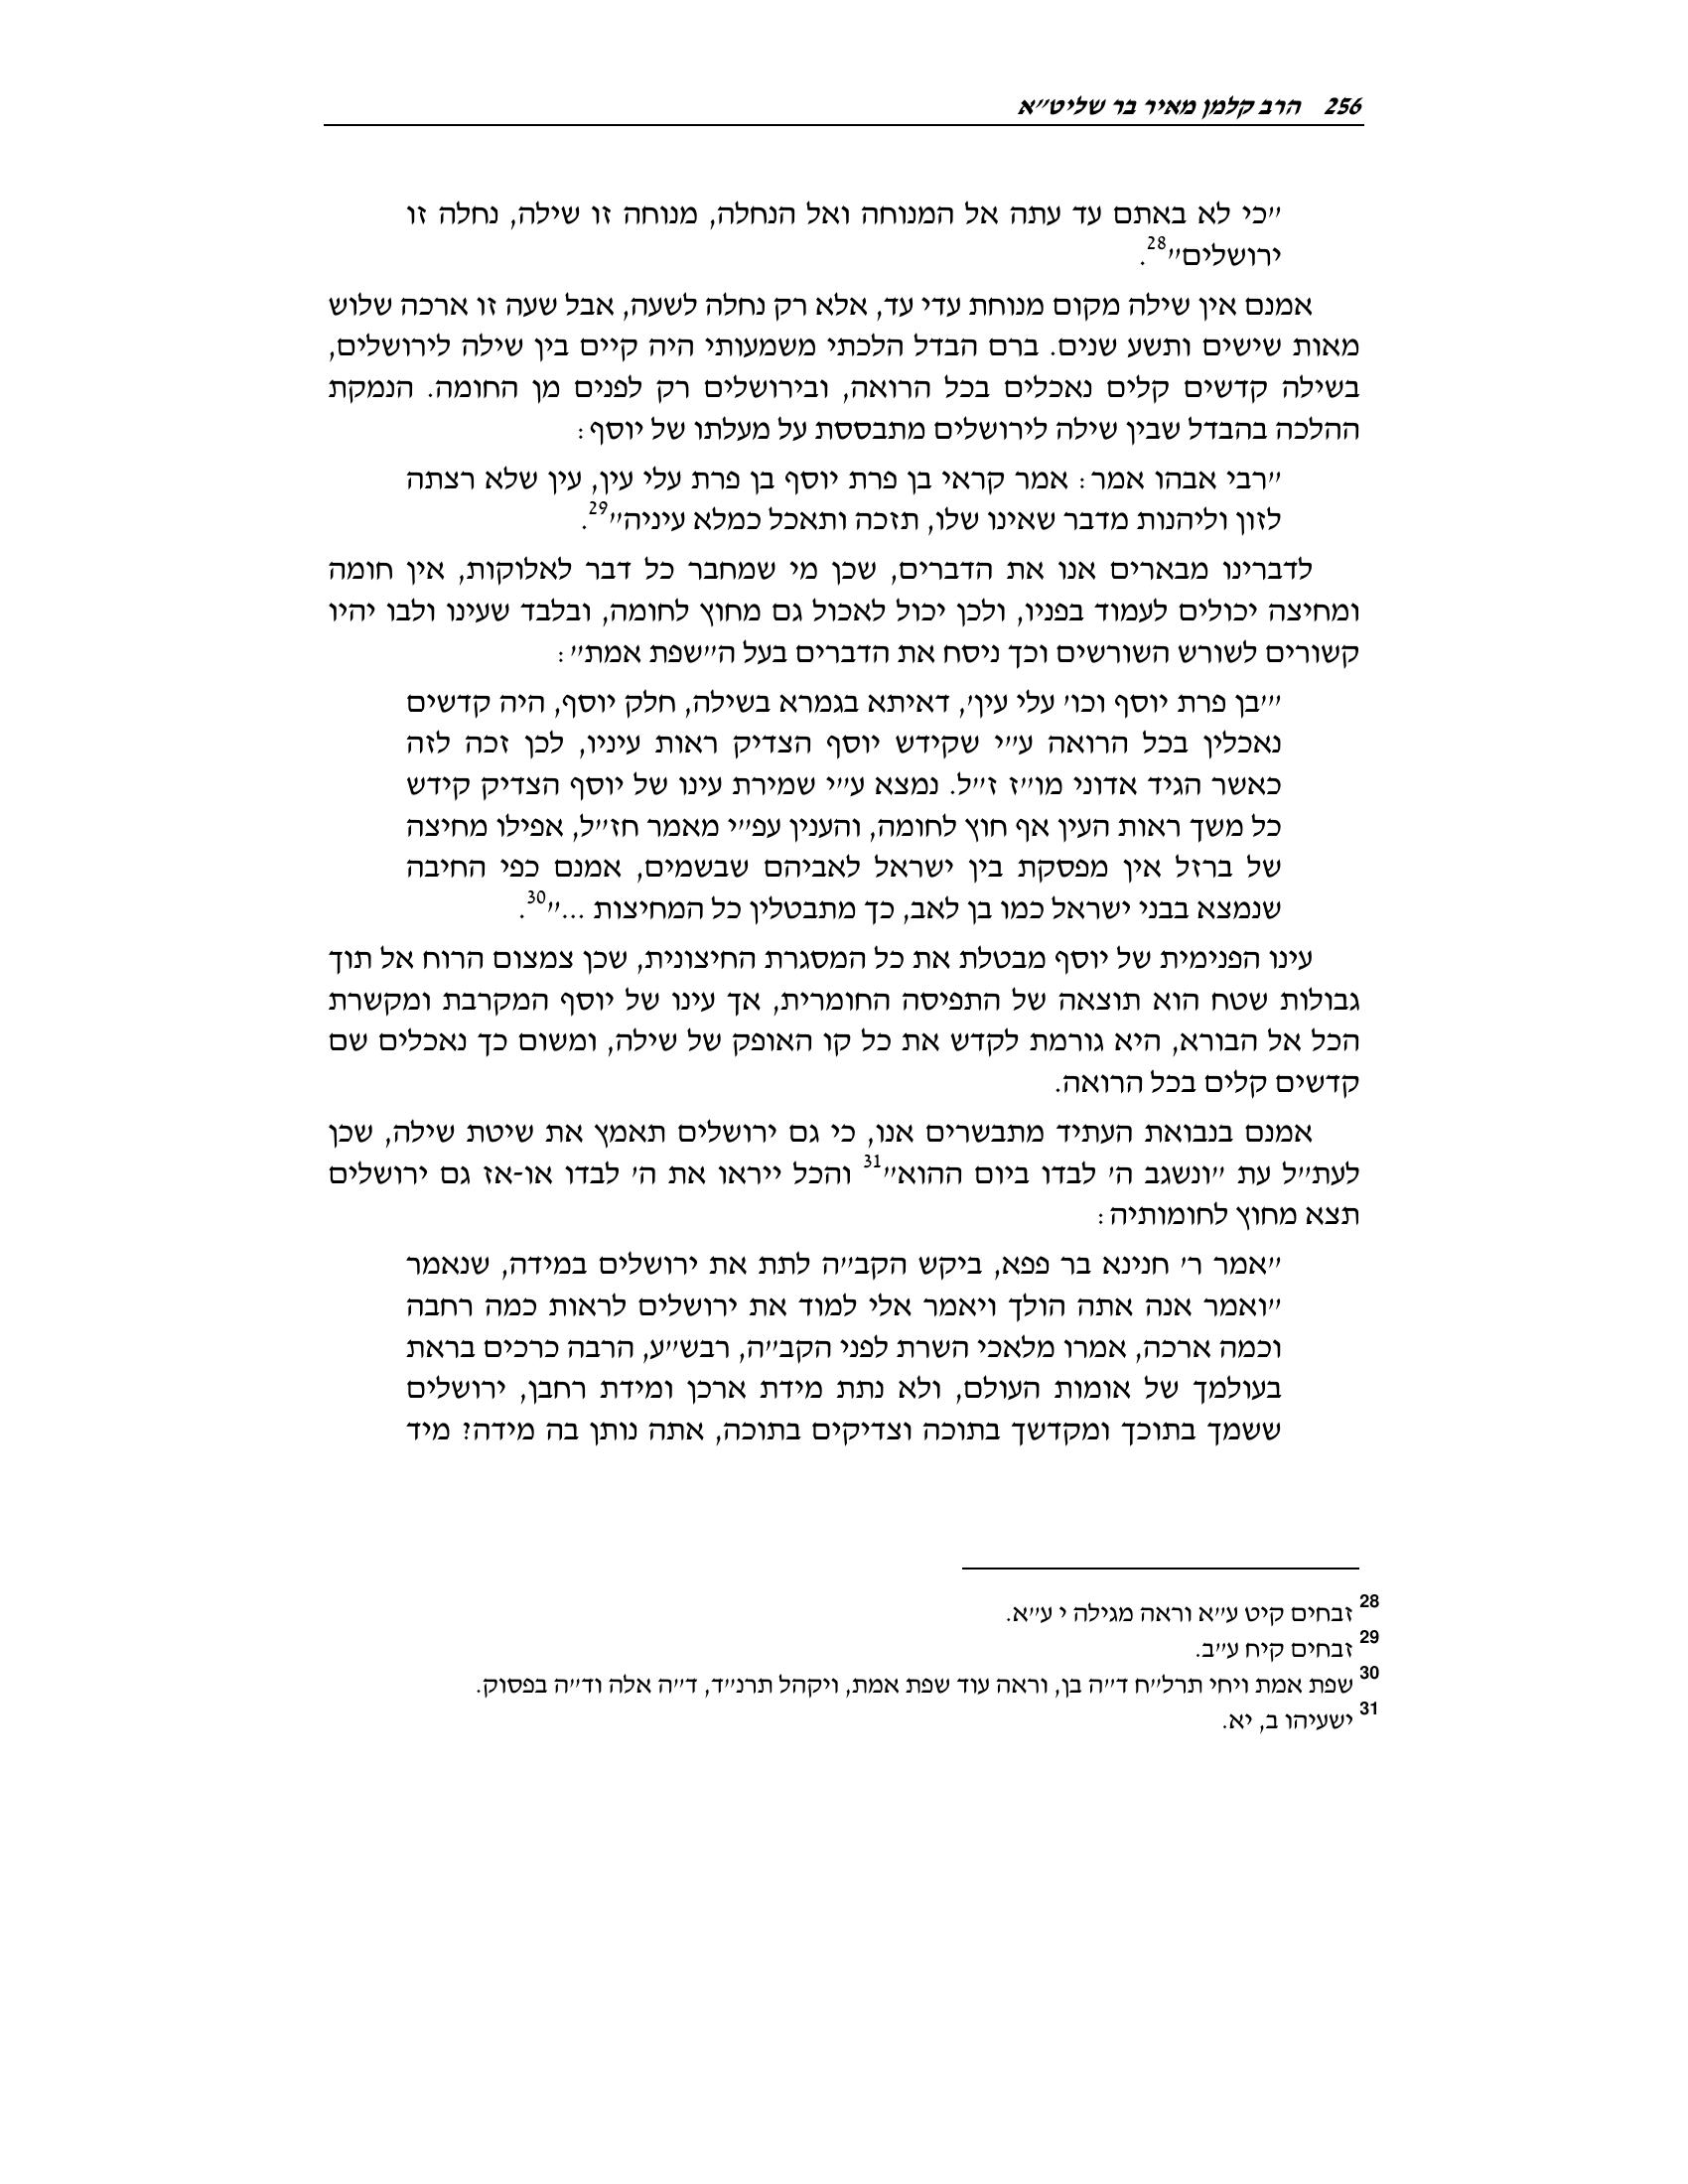 256 הרב קלמן מאיר בר שליט״א
״כי לא באתם עד עתה אל המנוחה ואל הנחלה, מנוחה זו שילה, נחלה זו
ירושלים״28.
אמנם אין שילה מקום מנוחת עדי עד, אלא רק נחלה לשעה, אבל שעה זו ארכה שלוש
מאות שישים ותשע שנים. ברם הבדל הלכתי משמעותי היה קיים בין שילה לירושלים,
בשילה קדשים קלים נאכלים בכל הרואה, ובירושלים רק לפנים מן החומה. הנמקת
ההלכה בהבדל שבין שילה לירושלים מתבססת על מעלתו של יוסף:
״רבי אבהו אמר: אמר קראי בן פרת יוסף בן פרת עלי עין, עין שלא רצתה
לזון וליהנות מדבר שאינו שלו, תזכה ותאכל כמלא עיניה״29.
לדברינו מבארים אנו את הדברים, שכן מי שמחבר כל דבר לאלוקות, אין חומה
ומחיצה יכולים לעמוד בפניו, ולכן יכול לאכול גם מחוץ לחומה, ובלבד שעינו ולבו יהיו
קשורים לשורש השורשים וכך ניסח את הדברים בעל ה״שפת אמת״:
״׳בן פרת יוסף וכו׳ עלי עין׳, דאיתא בגמרא בשילה, חלק יוסף, היה קדשים
נאכלין בכל הרואה ע״י שקידש יוסף הצדיק ראות עיניו, לכן זכה לזה
כאשר הגיד אדוני מו״ז ז״ל. נמצא ע״י שמירת עינו של יוסף הצדיק קידש
כל משך ראות העין אף חוץ לחומה, והענין עפ״י מאמר חז״ל, אפילו מחיצה
של ברזל אין מפסקת בין ישראל לאביהם שבשמים, אמנם כפי החיבה
שנמצא בבני ישראל כמו בן לאב, כך מתבטלין כל המחיצות ...״30.
עינו הפנימית של יוסף מבטלת את כל המסגרת החיצונית, שכן צמצום הרוח אל תוך
גבולות שטח הוא תוצאה של התפיסה החומרית, אך עינו של יוסף המקרבת ומקשרת
הכל אל הבורא, היא גורמת לקדש את כל קו האופק של שילה, ומשום כך נאכלים שם
קדשים קלים בכל הרואה.
אמנם בנבואת העתיד מתבשרים אנו, כי גם ירושלים תאמץ את שיטת שילה, שכן
לעת״ל עת ״ונשגב ה׳ לבדו ביום ההוא״31 והכל ייראו את ה׳ לבדו או-אז גם ירושלים
תצא מחוץ לחומותיה:
״אמר ר׳ חנינא בר פפא, ביקש הקב״ה לתת את ירושלים במידה, שנאמר
״ואמר אנה אתה הולך ויאמר אלי למוד את ירושלים לראות כמה רחבה
וכמה ארכה, אמרו מלאכי השרת לפני הקב״ה, רבש״ע, הרבה כרכים בראת
בעולמך של אומות העולם, ולא נתת מידת ארכן ומידת רחבן, ירושלים
ששמך בתוכך ומקדשך בתוכה וצדיקים בתוכה, אתה נותן בה מידה? מיד
28 זבחים קיט ע״א וראה מגילה י ע״א.
29 זבחים קיח ע״ב.
30 שפת אמת ויחי תרל״ח ד״ה בן, וראה עוד שפת אמת, ויקהל תרנ״ד, ד״ה אלה וד״ה בפסוק.
31 ישעיהו ב, יא.